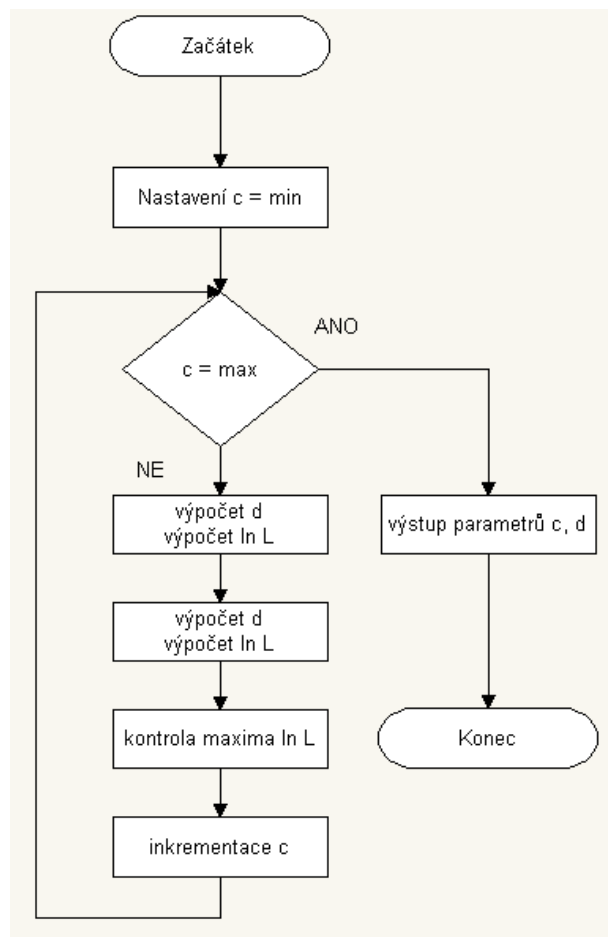 Začátek
Nastavení c = min
ANO
c = max
NE
výpočet d
výpočet ln L
výstup parametrů c, d
výpočet d
výpočet ln L
kontrola maxima ln L
Konec
inkrementace c